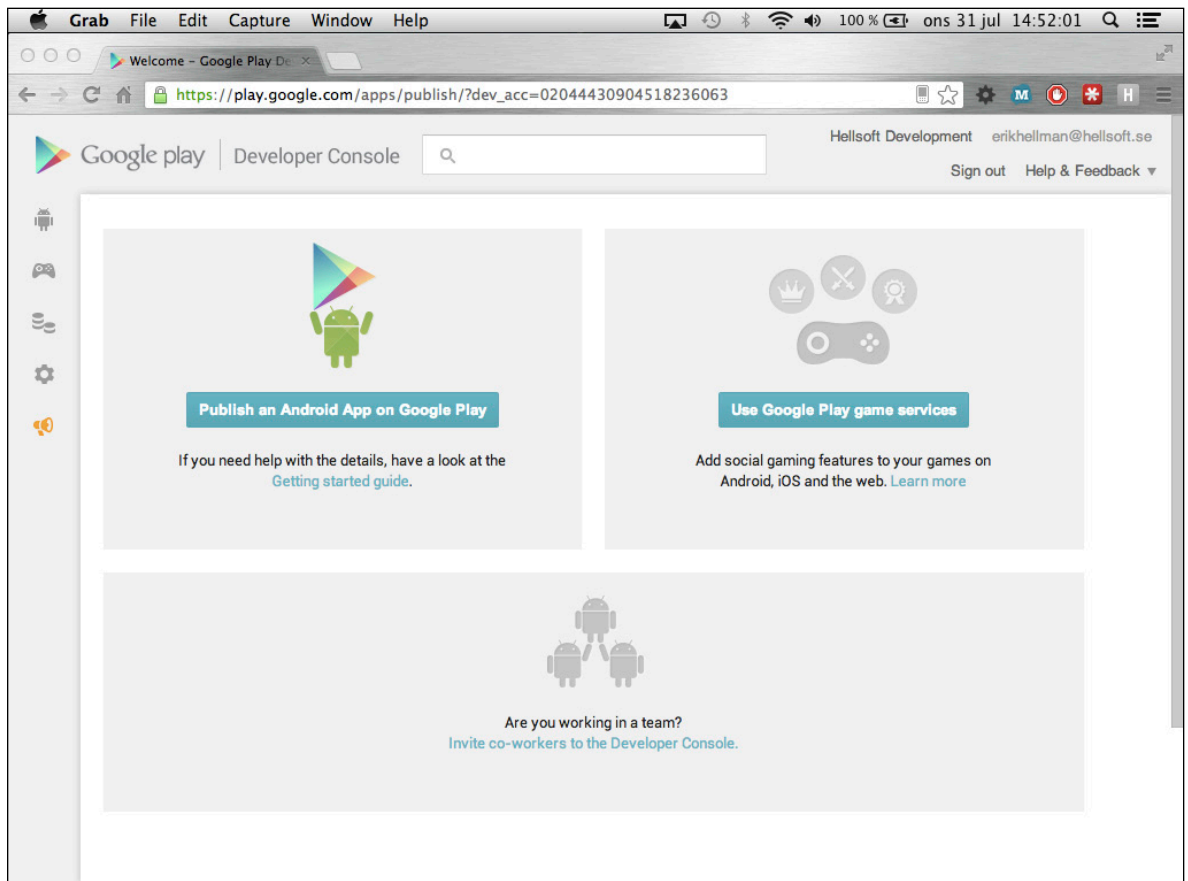 Grab File Edit Capture Window Help 100 % ons 31 jul 14:52:01
Welcome – Google Play De
https://play.google.com/apps/publish/?dev_acc=02044430904518236063
M H
Google play Developer Console
Hellsoft Development erikhellman@hellsoft.se
Sign out Help & Feedback
Publish an Android App on Google Play
If you need help with the details, have a look at the
Getting started guide.
Use Google Play game services
Add social gaming features to your games on
Android, iOS and the web. Learn more
Are you working in a team?
Invite co-workers to the Developer Console.